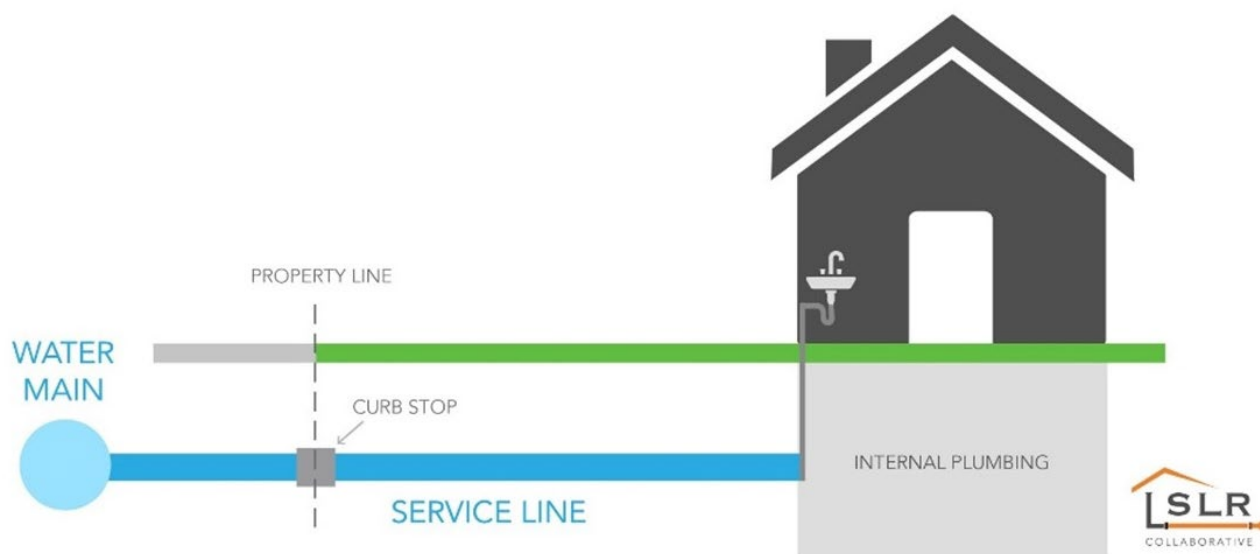 PROPERTY LINE
WATER
MAIN
CURB STOP
INTERNAL PLUMBING
SERVICE LINE
LSLR
COLLABORATIVE